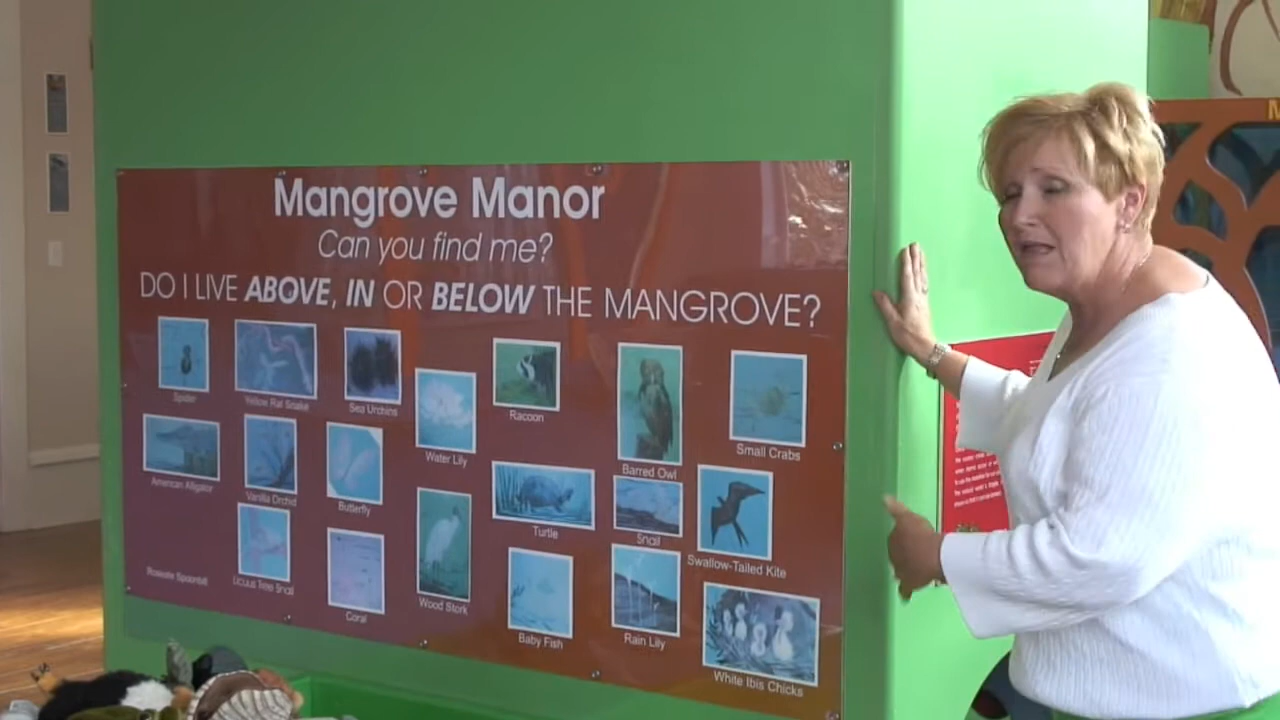 Mangrove Manor
Can you find me?
DO I LIVE ABOVE, IN OR BELOW THE MANGROVE?
Spider
Yellow Rat Snake
Sea Urchins
Water Lily
Racoon
Barred Owl
Small Crabs
American Alligator
Vanilla Orchid
Butterfly
Wood Stork
Turtle
Snail
Swallow-Tailed Kite
Roseate Spoonbill
Liguus Tree Snail
Coral
Baby Fish
Rain Lily
White Ibis Chicks